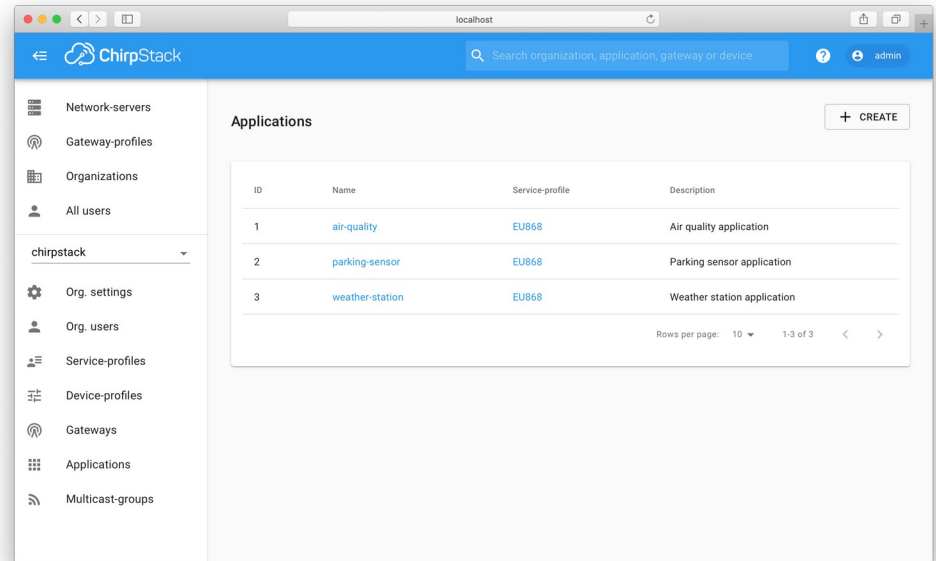 localhost
ChirpStack
Search organization, application, gateway or device
? admin
Network-servers
Gateway-profiles
Organizations
All users
chirpstack
Org. settings
Org. users
Service-profiles
Device-profiles
Gateways
Applications
Multicast-groups
Applications
+ CREATE
ID Name Service-profile Description
1 air-quality EU868 Air quality application
2 parking-sensor EU868 Parking sensor application
3 weather-station EU868 Weather station application
Rows per page: 10 1-3 of 3